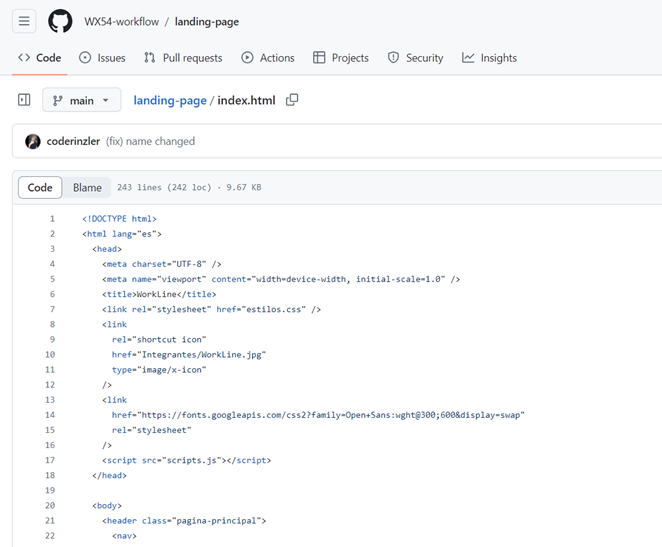 WX54-workflow / landing-page
Code Issues Pull requests Actions Projects Security Insights
main landing-page / index.html
coderinzler (fix) name changed
Code Blame 243 lines (242 loc) · 9.67 KB
1 <!DOCTYPE html>
2 <html lang="es">
3 <head>
4 <meta charset="UTF-8" />
5 <meta name="viewport" content="width=device-width, initial-scale=1.0" />
6 <title>WorkLine</title>
7 <link rel="stylesheet" href="estilos.css" />
8 <link
9 rel="shortcut icon"
10 href="Integrantes/WorkLine.jpg"
11 type="image/x-icon"
12 />
13 <link
14 href="https://fonts.googleapis.com/css2?family=Open+Sans:wght@300;600&display=swap"
15 rel="stylesheet"
16 />
17 <script src="scripts.js"></script>
18 </head>
19
20 <body>
21 <header class="pagina-principal">
22 <nav>